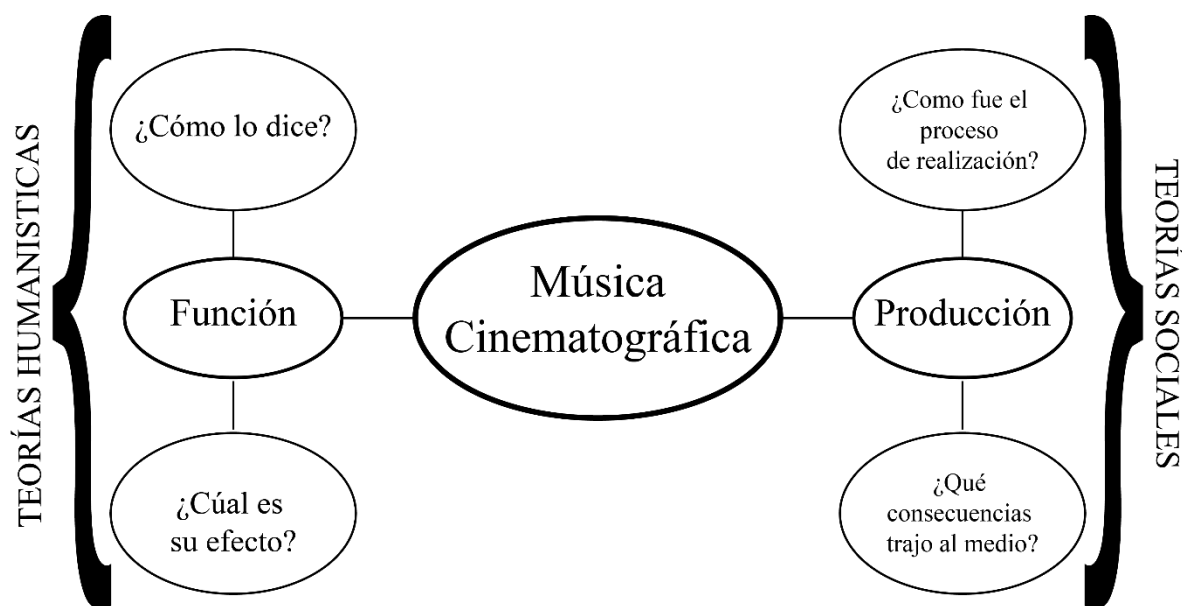 TEORÍAS HUMANISTICAS
¿Cómo lo dice?
Función
¿Cúal es
su efecto?
Música
Cinematográfica
¿Como fue el
proceso
de realización?
Producción
¿Qué
consecuencias
trajo al medio?
TEORÍAS SOCIALES